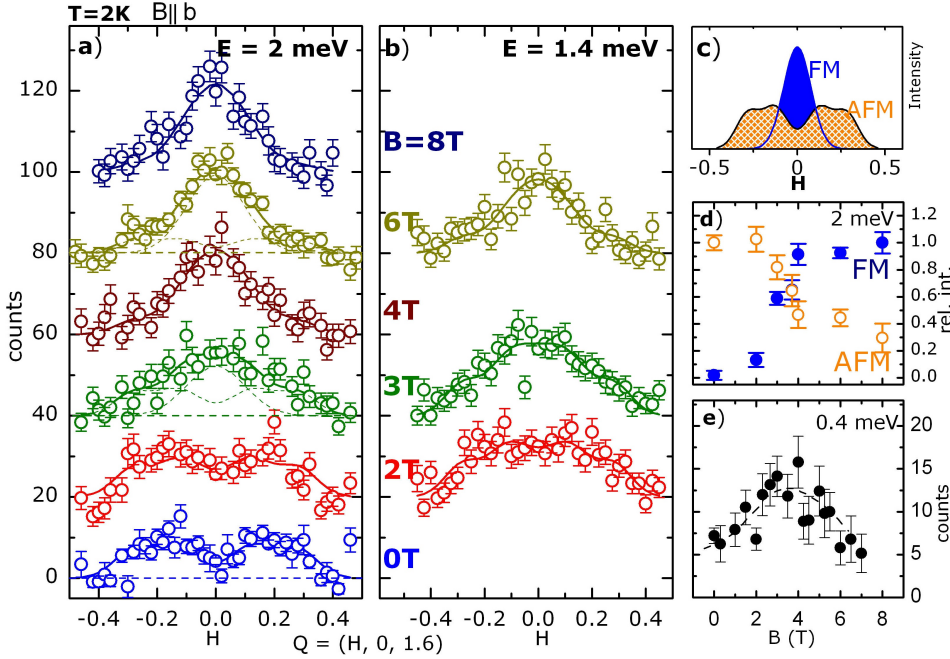 T=2K B|| b
a) E = 2 meV
b) E = 1.4 meV
c)
FM
AFM
Intensity
-0.5 0 0.5
H
B=8T
6T
4T
3T
2T
0T
counts
120
100
80
60
40
20
0
-0.4 -0.2 0.0 0.2 0.4
H
-0.4 -0.2 0.0 0.2 0.4
H
Q = (H, 0, 1.6)
d) 2 meV
FM
AFM
1.2
1.0
0.8
0.6
0.4
0.2
0.0
rel. int.
e) 0.4 meV
20
15
10
5
0
counts
0 2 4 6 8
B (T)